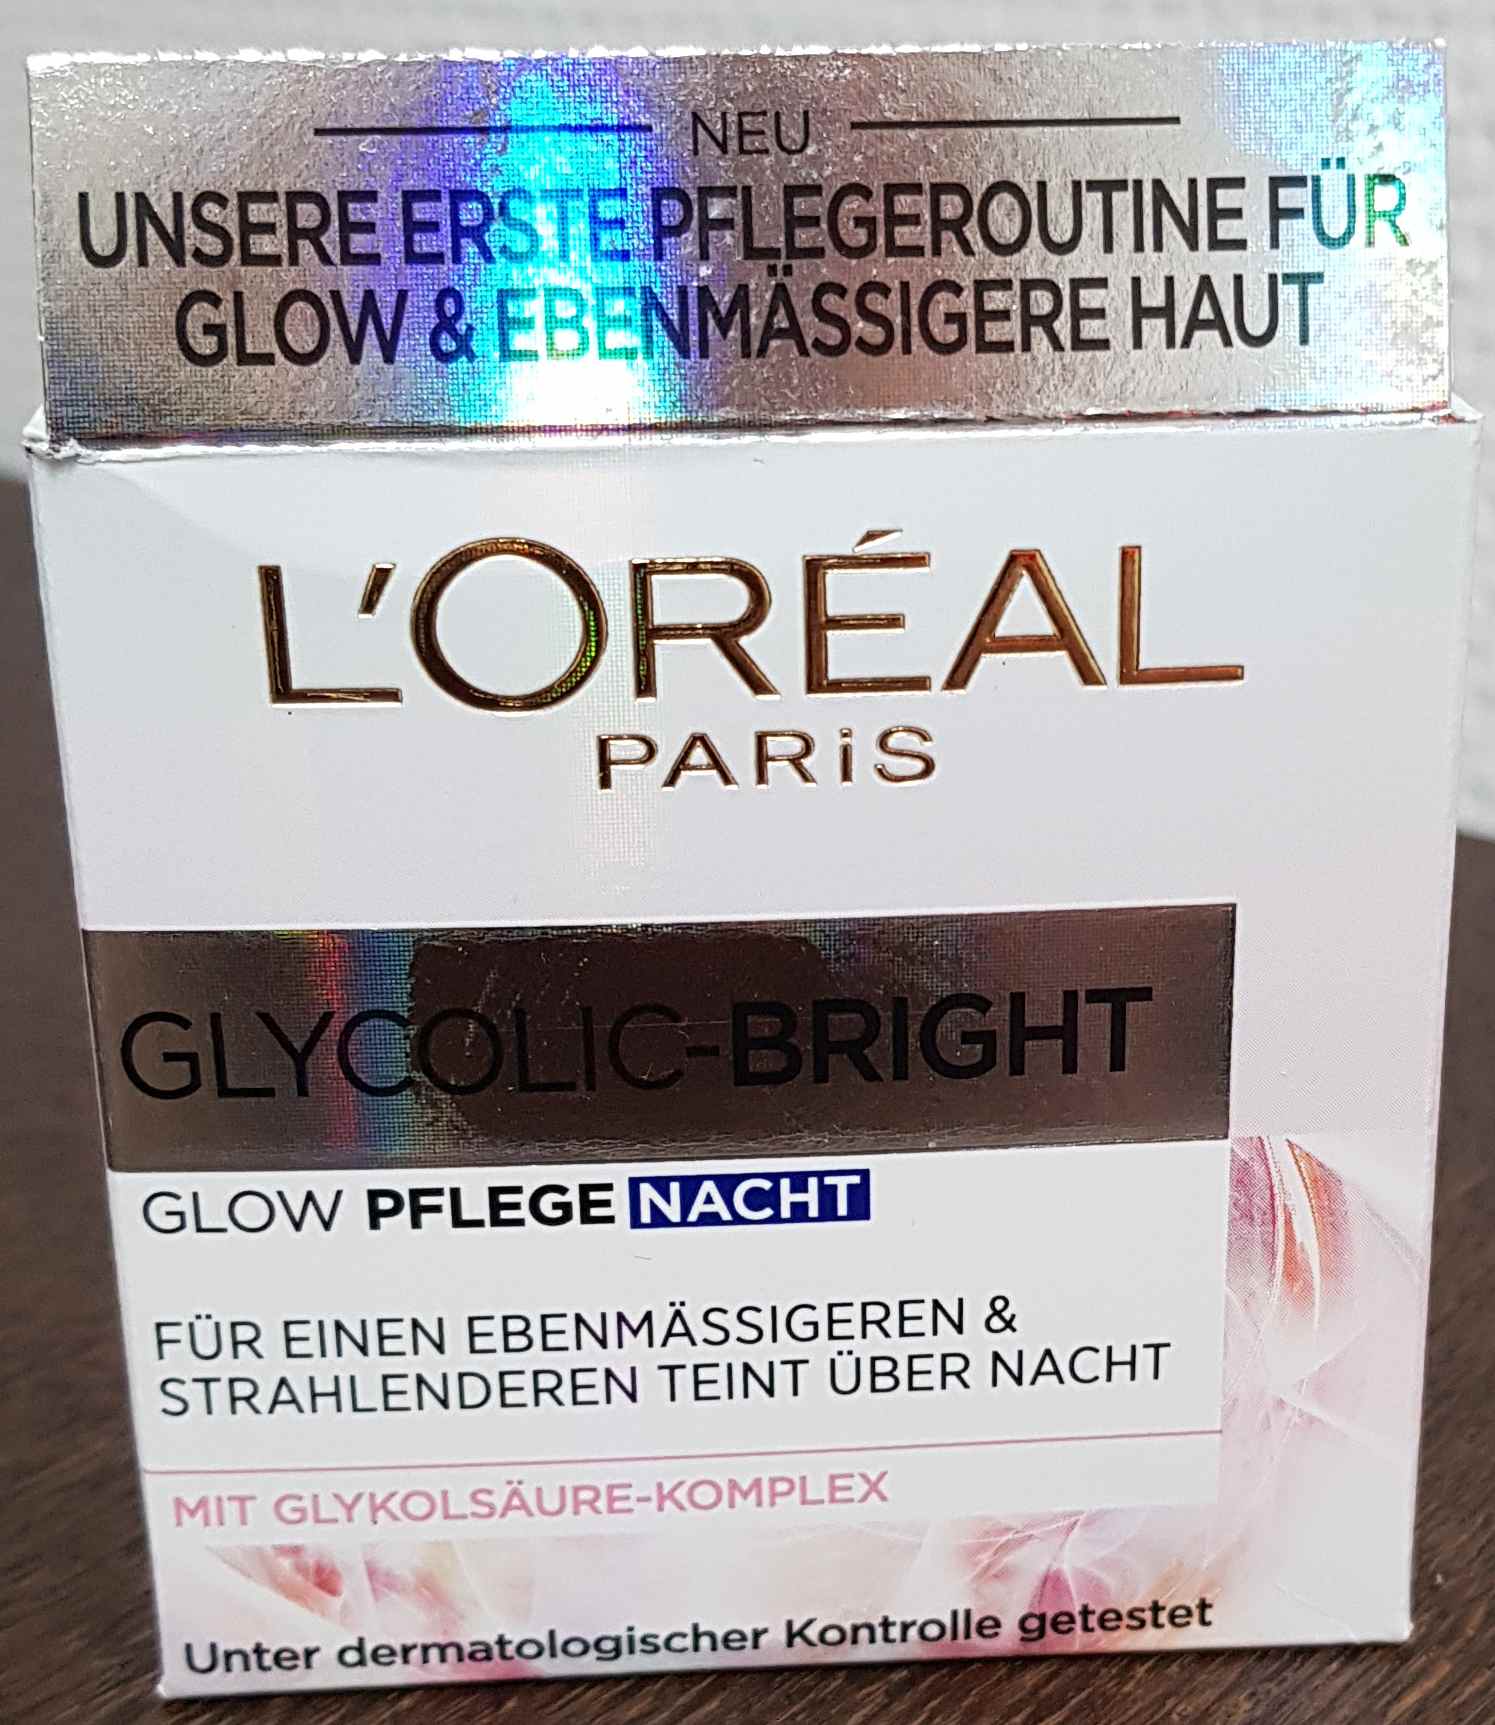 NEU
UNSERE ERSTE PFLEGEROUTINE FÜR
GLOW & EBENMÄSSIGERE HAUT
L'ORÉAL
PARiS
GLYCOLIC-BRIGHT
GLOW PFLEGE NACHT
FÜR EINEN EBENMÄSSIGEREN &
STRAHLENDEREN TEINT ÜBER NACHT
MIT GLYKOLSÄURE-KOMPLEX
Unter dermatologischer Kontrolle getestet